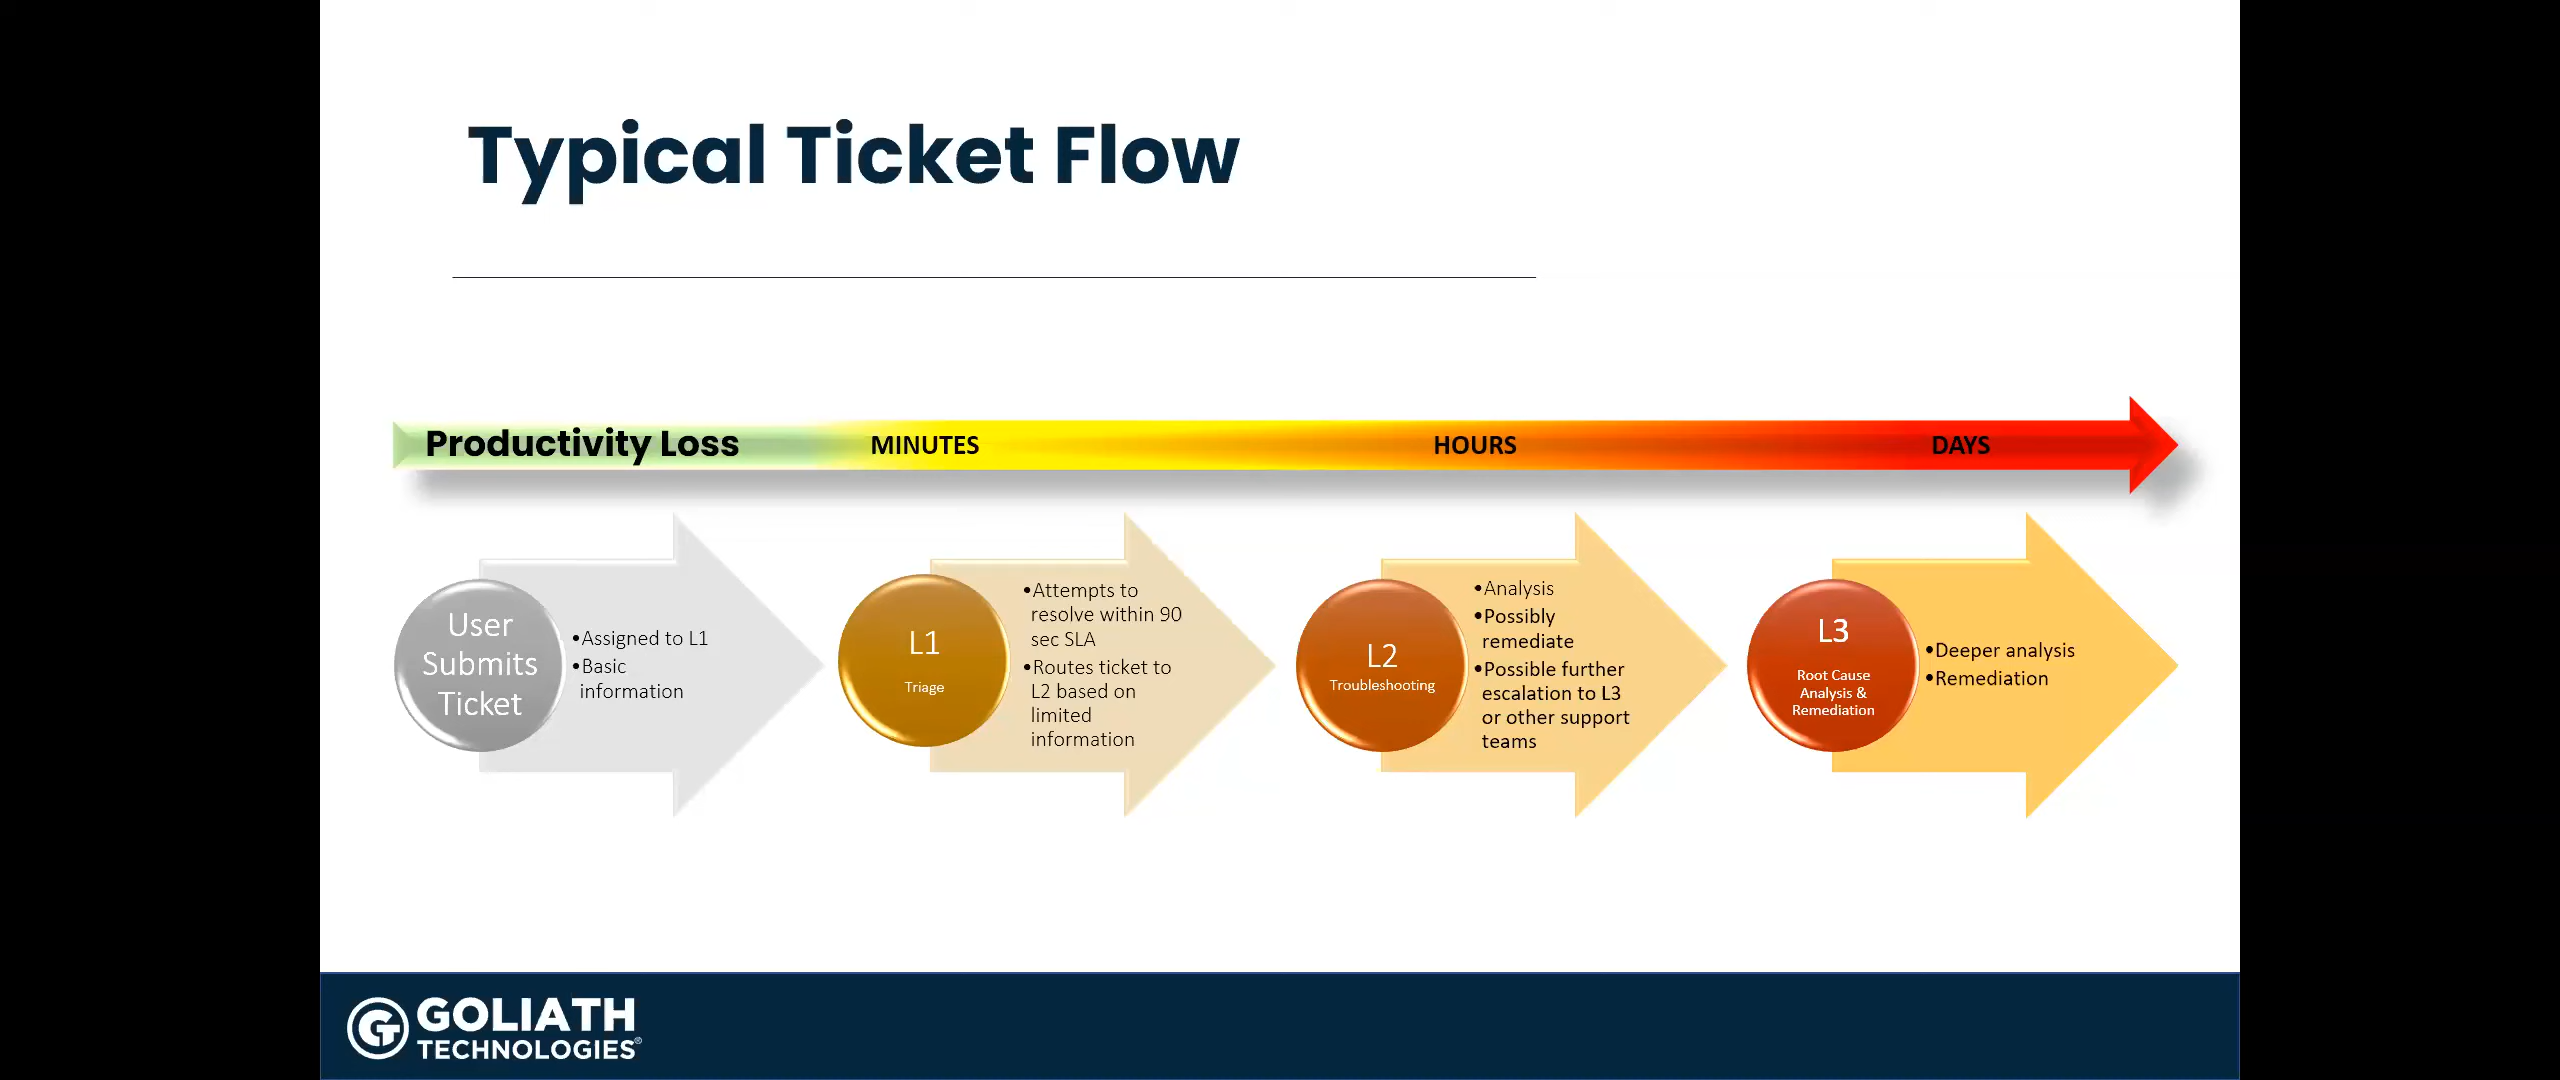 Typical Ticket Flow
Productivity Loss
MINUTES
HOURS
DAYS
User
Submits
Ticket
•Assigned to L1
•Basic
information
L1
Triage
•Attempts to
resolve within 90
sec SLA
•Routes ticket to
L2 based on
limited
information
L2
Troubleshooting
•Analysis
•Possibly
remediate
•Possible further
escalation to L3
or other support
teams
L3
Root Cause
Analysis &
Remediation
•Deeper analysis
•Remediation
GOLIATH
TECHNOLOGIES®